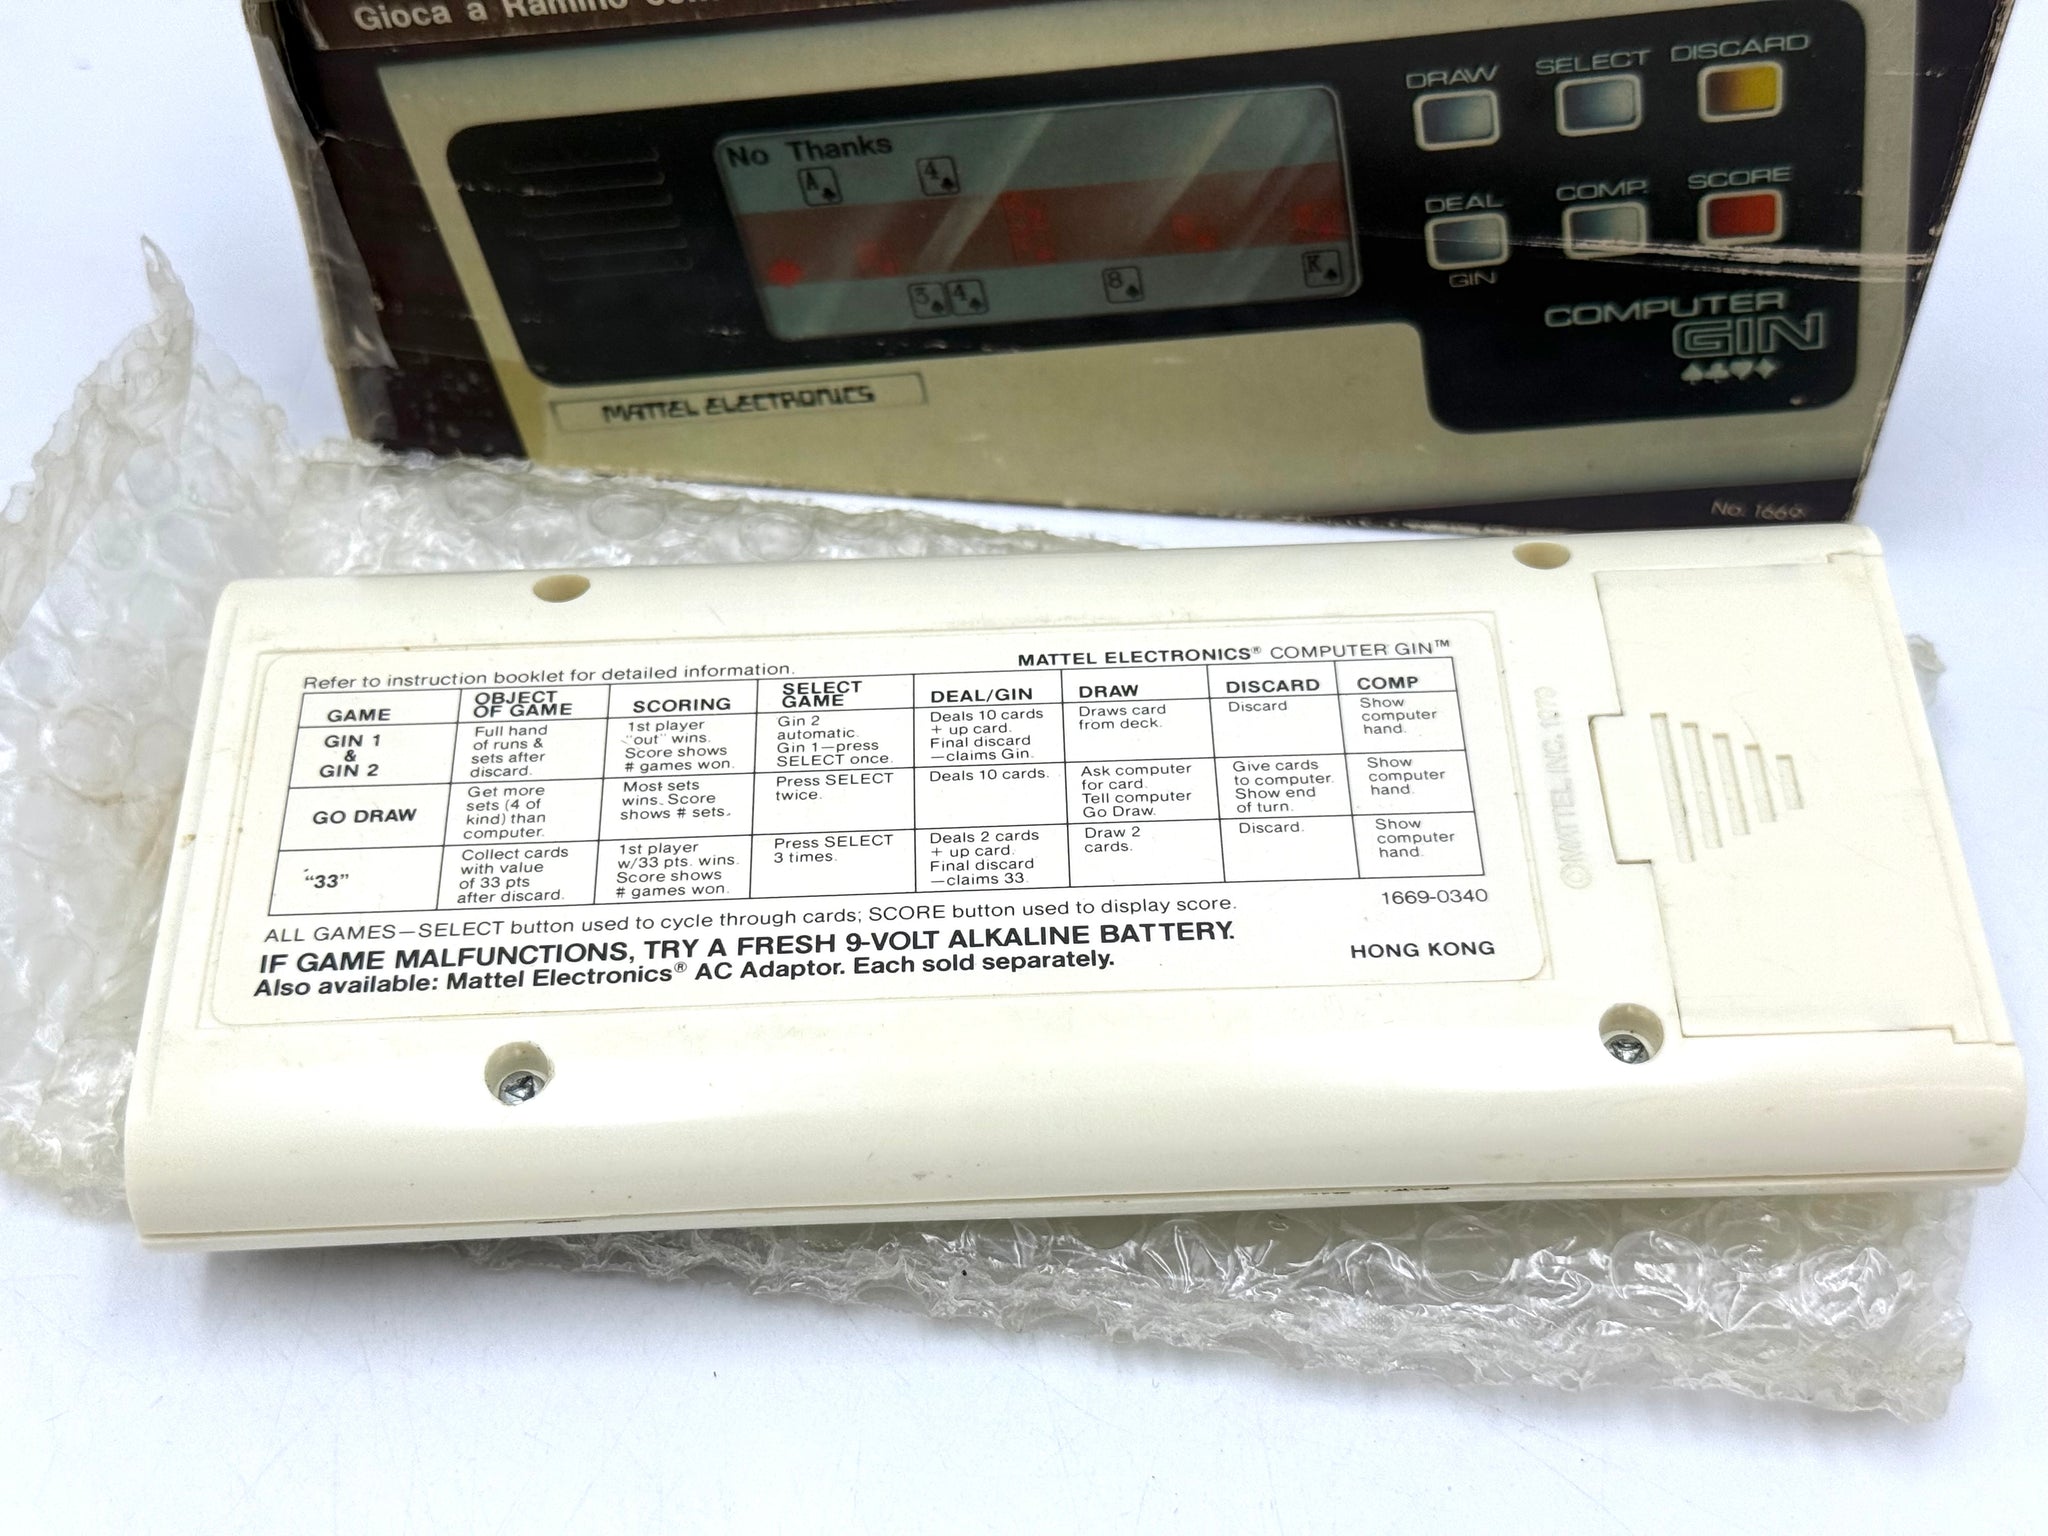 Gioca a Ramino
No Thanks
A 4
3 4 8 K
DRAW SELECT DISCARD
DEAL COMP. SCORE
GIN
COMPUTER
GIN
MATTEL ELECTRONICS
No. 1669
Refer to instruction booklet for detailed information.
MATTEL ELECTRONICS® COMPUTER GIN™
GAME
OBJECT
OF GAME
SCORING
SELECT
GAME
DEAL/GIN
DRAW
DISCARD
COMP
GIN 1
&
GIN 2
Full hand
of runs &
sets after
discard.
1st player
"out" wins.
Score shows
# games won.
Gin 2
automatic.
Gin 1—press
SELECT once.
Deals 10 cards
+ up card.
Final discard
—claims Gin.
Draws card
from deck.
Discard
Show
computer
hand.
GO DRAW
Get more
sets (4 of
kind) than
computer.
Most sets
wins. Score
shows # sets.
Press SELECT
twice.
Deals 10 cards.
Ask computer
for card.
Tell computer
Go Draw.
Give cards
to computer.
Show end
of turn.
Show
computer
hand.
"33"
Collect cards
with value
of 33 pts
after discard.
1st player
w/33 pts. wins.
Score shows
# games won.
Press SELECT
3 times.
Deals 2 cards
+ up card.
Final discard
—claims 33.
Draw 2
cards.
Discard.
Show
computer
hand.
1669-0340
ALL GAMES—SELECT button used to cycle through cards; SCORE button used to display score.
IF GAME MALFUNCTIONS, TRY A FRESH 9-VOLT ALKALINE BATTERY.
Also available: Mattel Electronics® AC Adaptor. Each sold separately.
HONG KONG
© MATTEL, INC. 1979